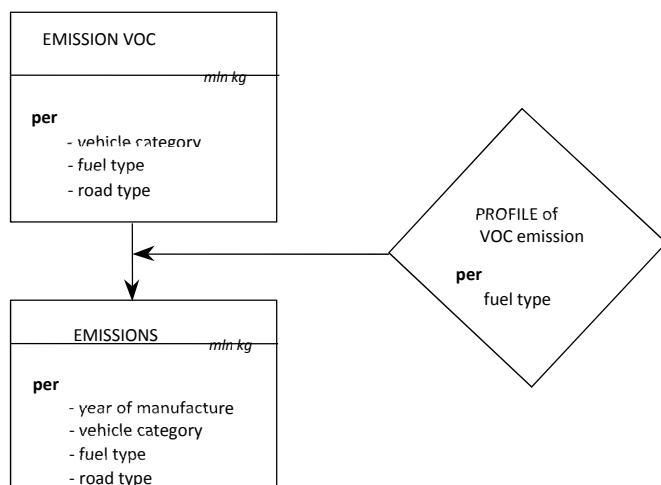 EMISSION VOC
mln kg
per
- vehicle category
- fuel type
- road type
PROFILE of
VOC emission
per
fuel type
EMISSIONS
mln kg
per
- year of manufacture
- vehicle category
- fuel type
- road type